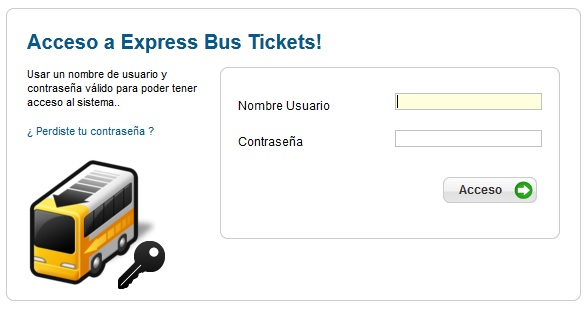 Acceso a Express Bus Tickets!
Usar un nombre de usuario y
contraseña válido para poder tener
acceso al sistema..
¿ Perdiste tu contraseña ?
Nombre Usuario
Contraseña
Acceso